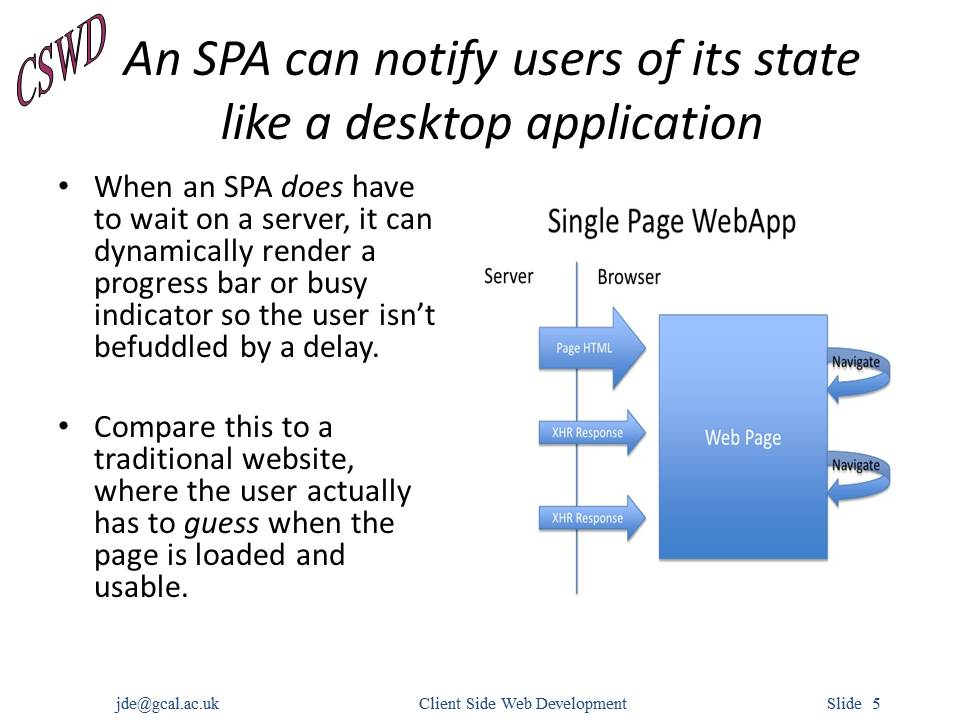 CSWD
An SPA can notify users of its state
like a desktop application
• When an SPA does have
to wait on a server, it can
dynamically render a
progress bar or busy
indicator so the user isn’t
befuddled by a delay.
• Compare this to a
traditional website,
where the user actually
has to guess when the
page is loaded and
usable.
Single Page WebApp
Server
Browser
Page HTML
XHR Response
XHR Response
Web Page
Navigate
Navigate
jde@gcal.ac.uk
Client Side Web Development
Slide 5